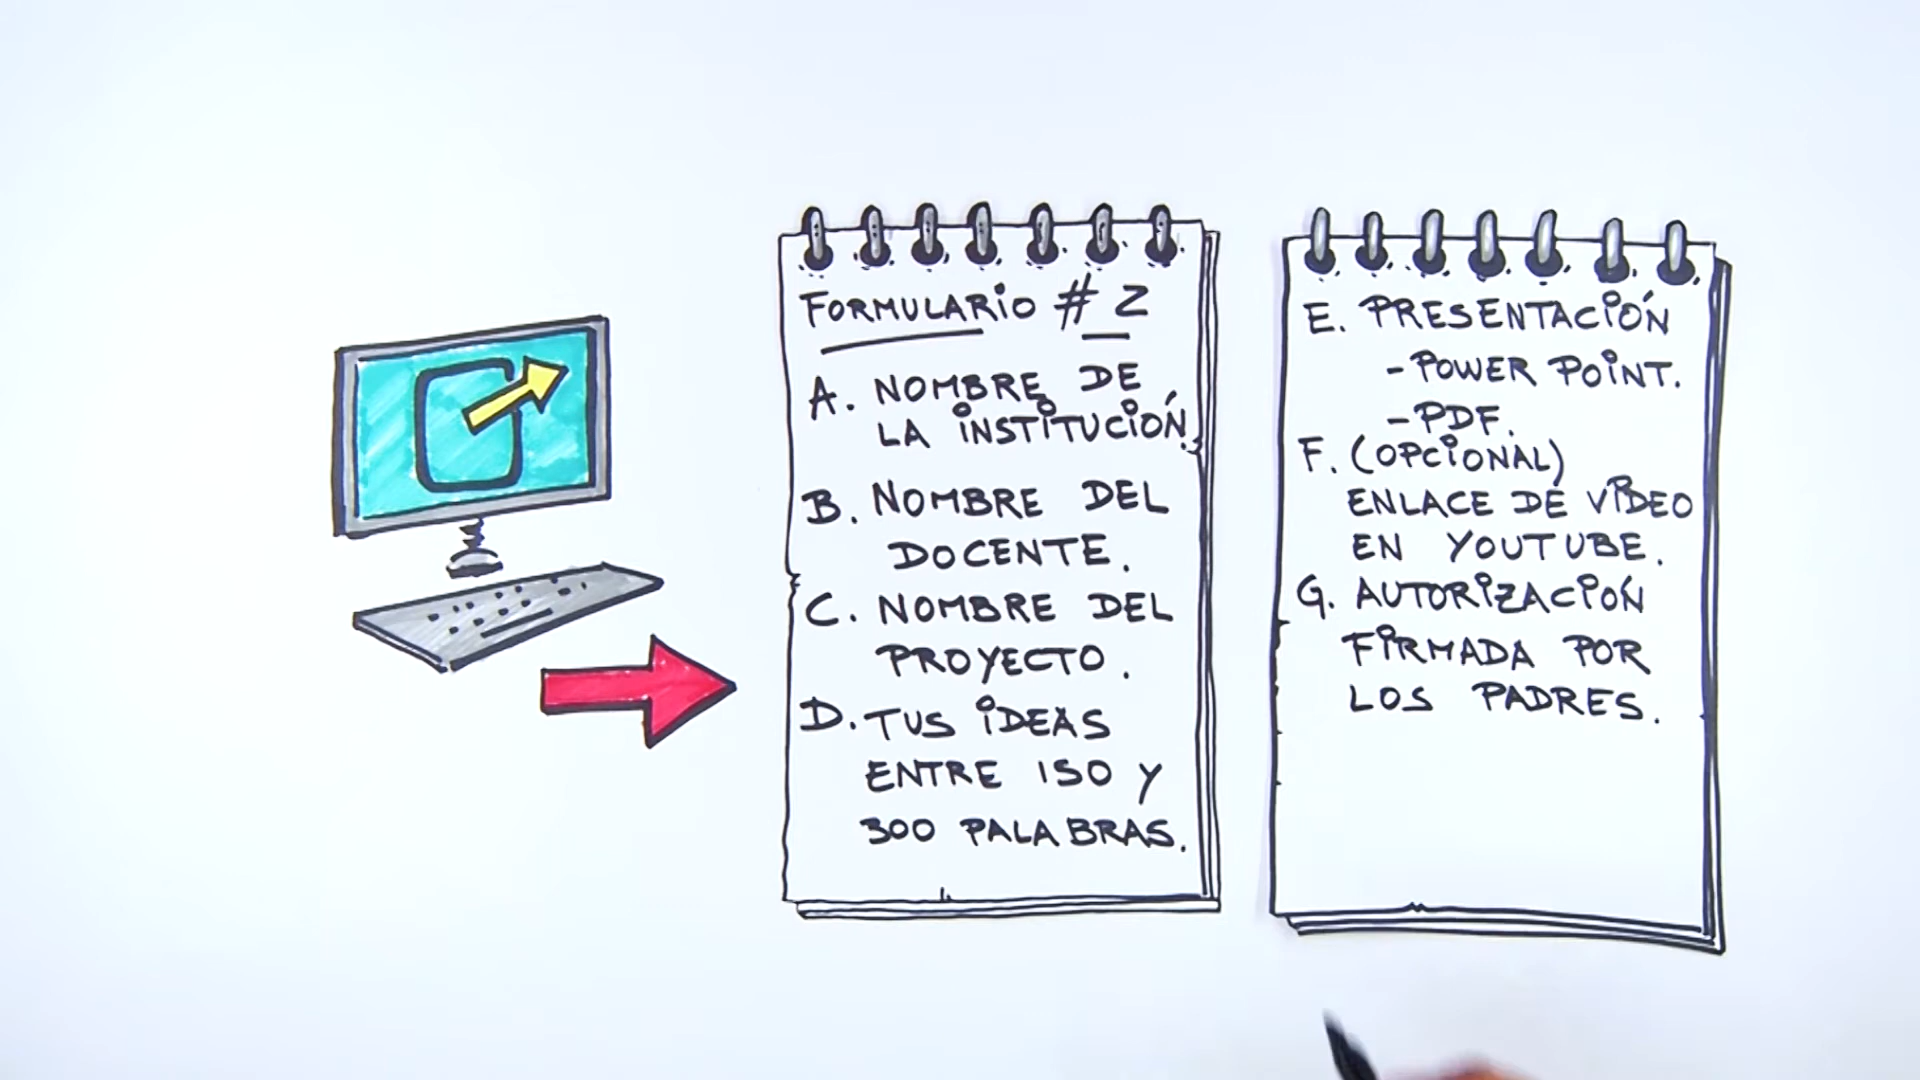 FORMULARIO # 2
A. NOMBRE DE
LA INSTITUCIÓN.
B. NOMBRE DEL
DOCENTE.
C. NOMBRE DEL
PROYECTO.
D. TUS IDEAS
ENTRE 150 Y
300 PALABRAS.
E. PRESENTACIÓN
- POWER POINT.
- PDF.
F. (OPCIONAL)
ENLACE DE VÍDEO
EN YOUTUBE.
G. AUTORIZACIÓN
FIRMADA POR
LOS PADRES.